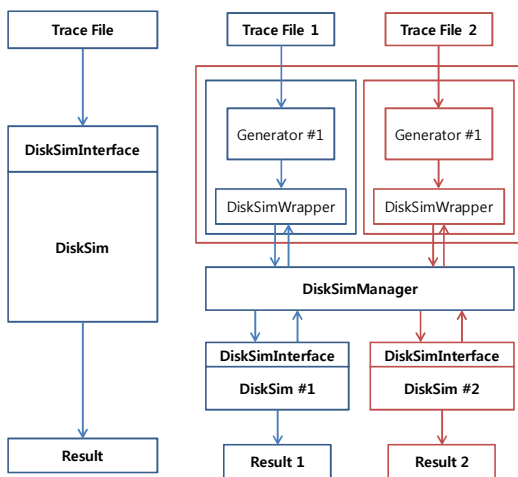 Trace File
DiskSimInterface
DiskSim
Result
Trace File 1
Trace File 2
Generator #1
Generator #1
DiskSimWrapper
DiskSimWrapper
DiskSimManager
DiskSimInterface
DiskSim #1
DiskSimInterface
DiskSim #2
Result 1
Result 2